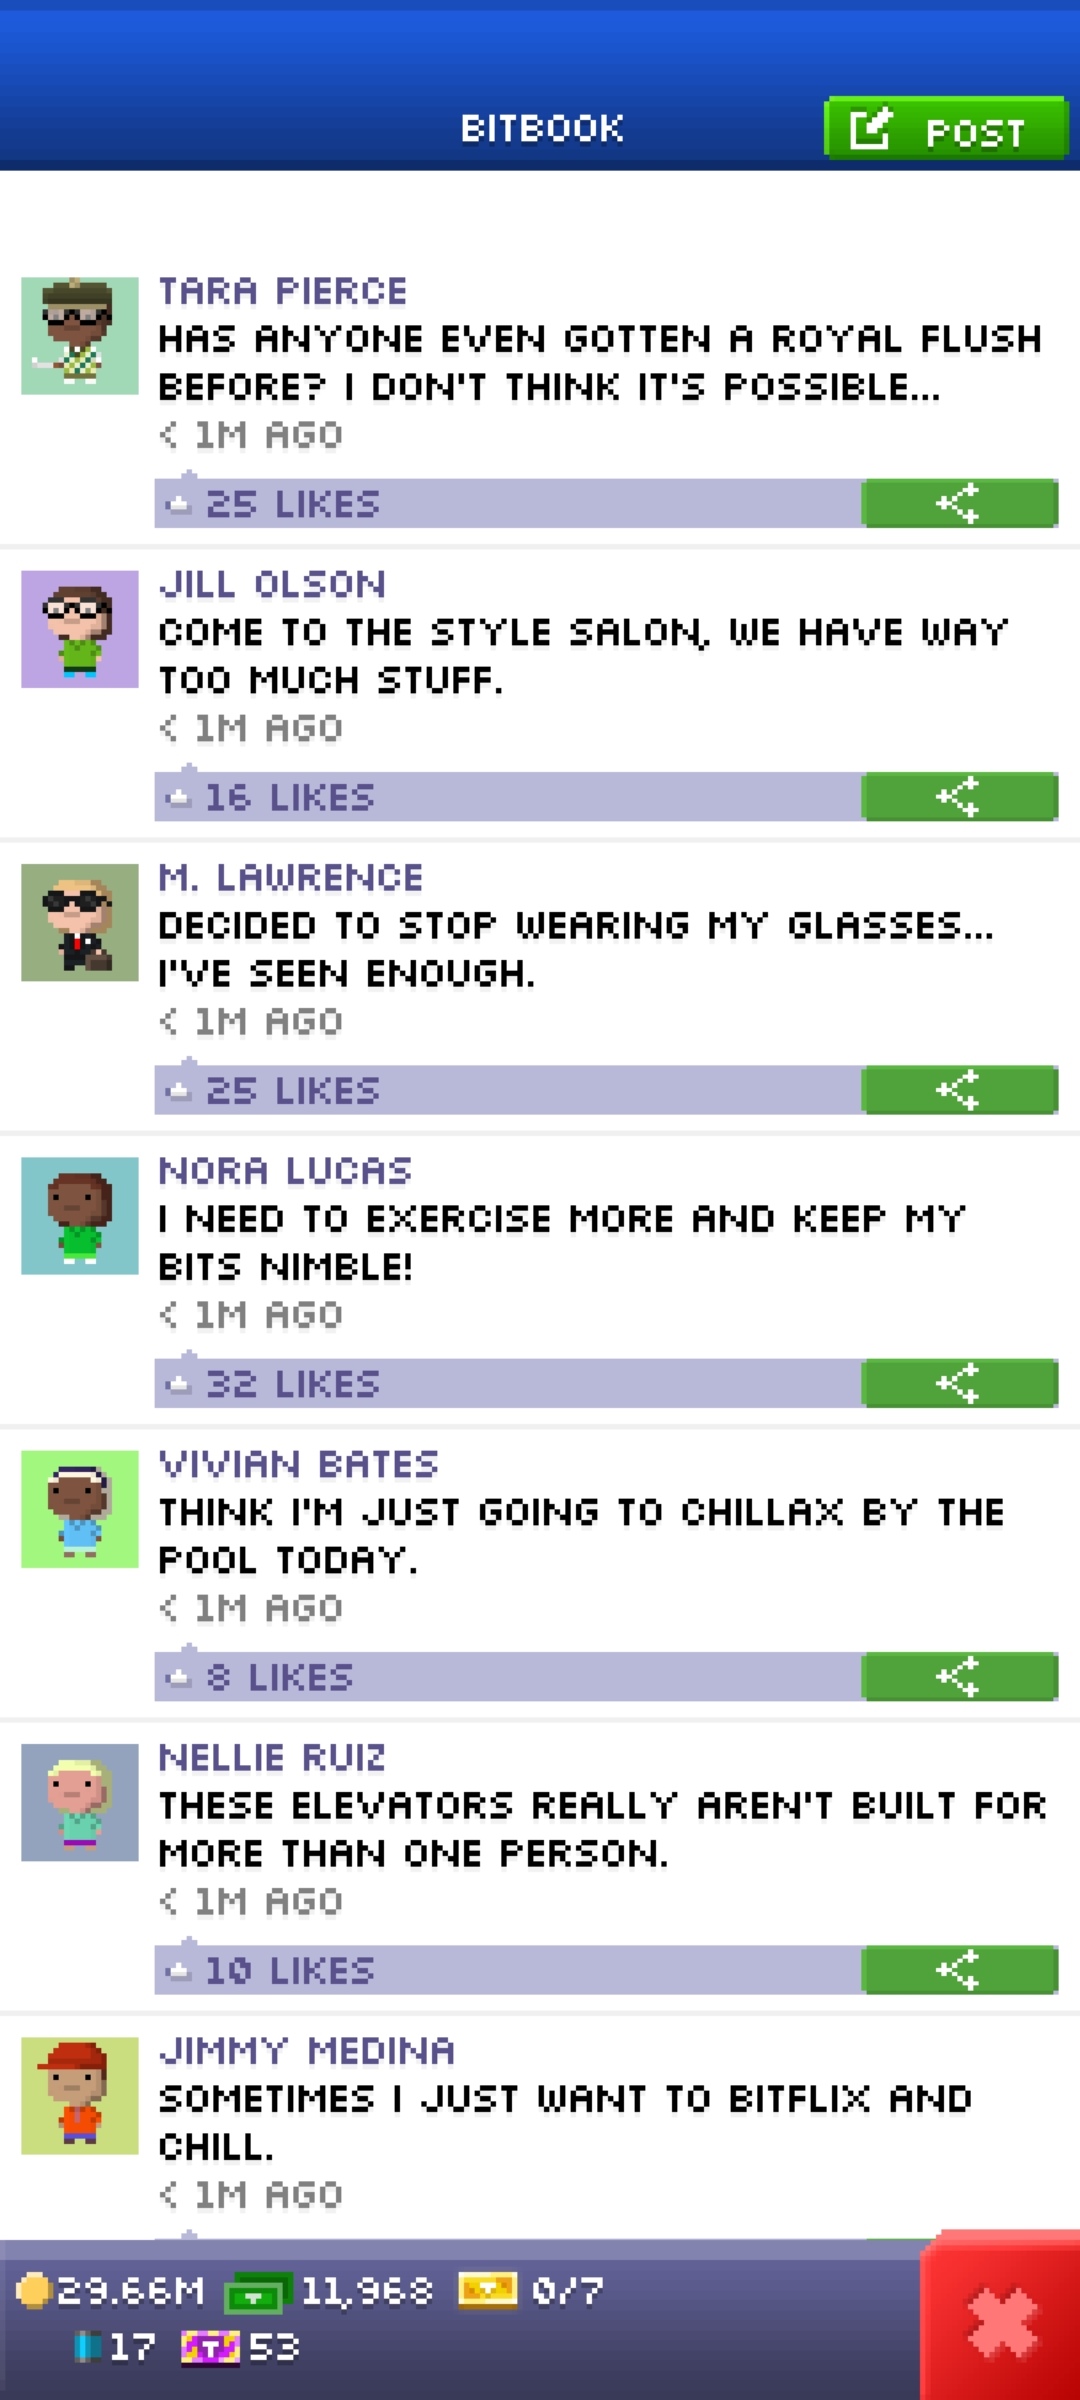 BITBOOK
POST
TARA PIERCE
HAS ANYONE EVEN GOTTEN A ROYAL FLUSH
BEFORE? I DON'T THINK IT'S POSSIBLE...
< 1M AGO
25 LIKES
JILL OLSON
COME TO THE STYLE SALON, WE HAVE WAY
TOO MUCH STUFF.
< 1M AGO
16 LIKES
M. LAWRENCE
DECIDED TO STOP WEARING MY GLASSES...
I'VE SEEN ENOUGH.
< 1M AGO
25 LIKES
NORA LUCAS
I NEED TO EXERCISE MORE AND KEEP MY
BITS NIMBLE!
< 1M AGO
32 LIKES
VIVIAN BATES
THINK I'M JUST GOING TO CHILLAX BY THE
POOL TODAY.
< 1M AGO
8 LIKES
NELLIE RUIZ
THESE ELEVATORS REALLY AREN'T BUILT FOR
MORE THAN ONE PERSON.
< 1M AGO
10 LIKES
JIMMY MEDINA
SOMETIMES I JUST WANT TO BITFLIX AND
CHILL.
< 1M AGO
29.66M 11,968 0/7
17 53